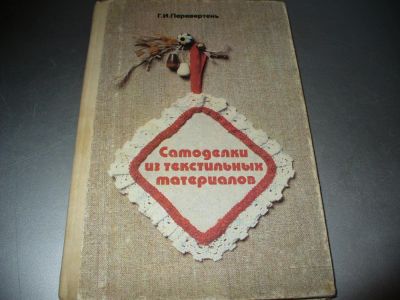 Г.И.Перевертень
Самоделки
из текстильных
материалов